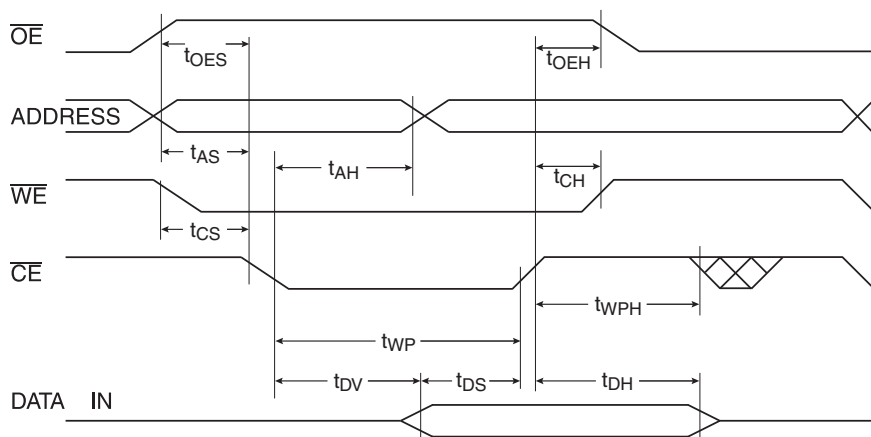 OE
tOES
tOEH
ADDRESS
tAS
tAH
tCH
WE
tCS
CE
tWPH
tWP
tDV
tDS
tDH
DATA IN